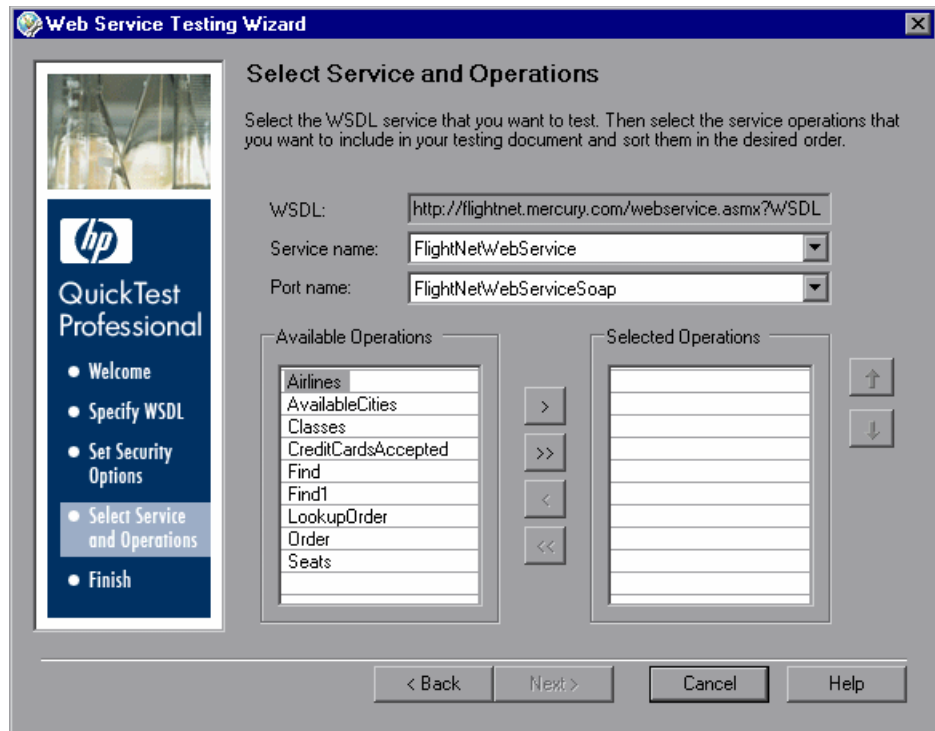 Web Service Testing Wizard
Select Service and Operations
Select the WSDL service that you want to test. Then select the service operations that
you want to include in your testing document and sort them in the desired order.
hp
QuickTest
Professional
Welcome
Specify WSDL
Set Security
Options
Select Service
and Operations
Finish
WSDL: http://flightnet.mercury.com/webservice.asmx?WSDL
Service name: FlightNetWebService
Port name: FlightNetWebServiceSoap
Available Operations
Airlines
AvailableCities
Classes
CreditCardsAccepted
Find
Find1
LookupOrder
Order
Seats
>
>>
<
<<
Selected Operations
< Back Next > Cancel Help